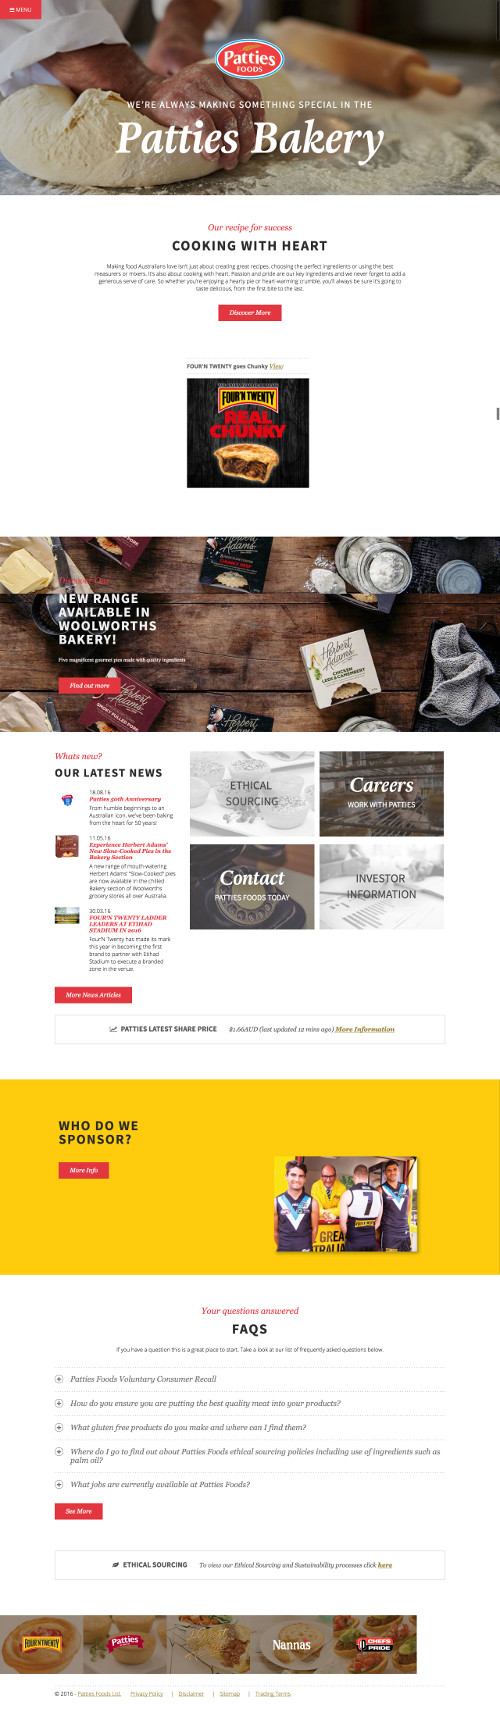 MENU
Patties
FOODS
WE'RE ALWAYS MAKING SOMETHING SPECIAL IN THE
Patties Bakery
Our recipe for success
COOKING WITH HEART
Making food Australians love isn't just about creating great recipes, choosing the perfect ingredients or using the best
measurers or mixers. It's also about cooking with heart. Passion and pride are our key ingredients and we never forget to add a
generous serve of care. So whether you're enjoying a hearty pie or heart-warming crumble, you'll always be sure it's going to
taste delicious, from the first bite to the last.
Discover More
FOUR'N TWENTY goes Chunky View
FOUR'N TWENTY
REAL
CHUNKY
Herbert
Adams
Discover Our
NEW RANGE
AVAILABLE IN
WOOLWORTHS
BAKERY!
Five magnificent gourmet pies made with quality ingredients
Find out more
Herbert
Adams
CHICKEN
LEEK & CAMEMBERT
Herbert
Adams
SMOKY PULLED PORK
Herbert
Adams
Whats new?
OUR LATEST NEWS
18.08.16
Patties 50th Anniversary
From humble beginnings to an
Australian icon, we've been baking
from the heart for 50 years!
11.05.16
Experience Herbert Adams'
New Slow-Cooked Pies in the
Bakery Section
A new range of mouth-watering
Herbert Adams "Slow-Cooked" pies
are now available in the chilled
Bakery section of Woolworths
grocery stores all over Australia.
30.03.16
FOUR'N TWENTY LADDER
LEADERS AT ETIHAD
STADIUM IN 2016
Four'N Twenty has made its mark
this year in becoming the first
brand to partner with Etihad
Stadium to execute a branded
zone in the venue.
More News Articles
ETHICAL
SOURCING
Careers
WORK WITH PATTIES
Contact
PATTIES FOODS TODAY
INVESTOR
INFORMATION
PATTIES LATEST SHARE PRICE $1.66AUD (last updated 12 mins ago) More Information
WHO DO WE
SPONSOR?
More Info
7
GREA
TRALIA
Your questions answered
FAQS
If you have a question this is a great place to start. Take a look at our list of frequently asked questions below.
Patties Foods Voluntary Consumer Recall
How do you ensure you are putting the best quality meat into your products?
What gluten free products do you make and where can I find them?
Where do I go to find out about Patties Foods ethical sourcing policies including use of ingredients such as
palm oil?
What jobs are currently available at Patties Foods?
See More
ETHICAL SOURCING To view our Ethical Sourcing and Sustainability processes click here
FOUR'N TWENTY
Patties
Nannas
CHEFS
PRIDE
© 2016 - Patties Foods Ltd. Privacy Policy | Disclaimer | Sitemap | Trading Terms